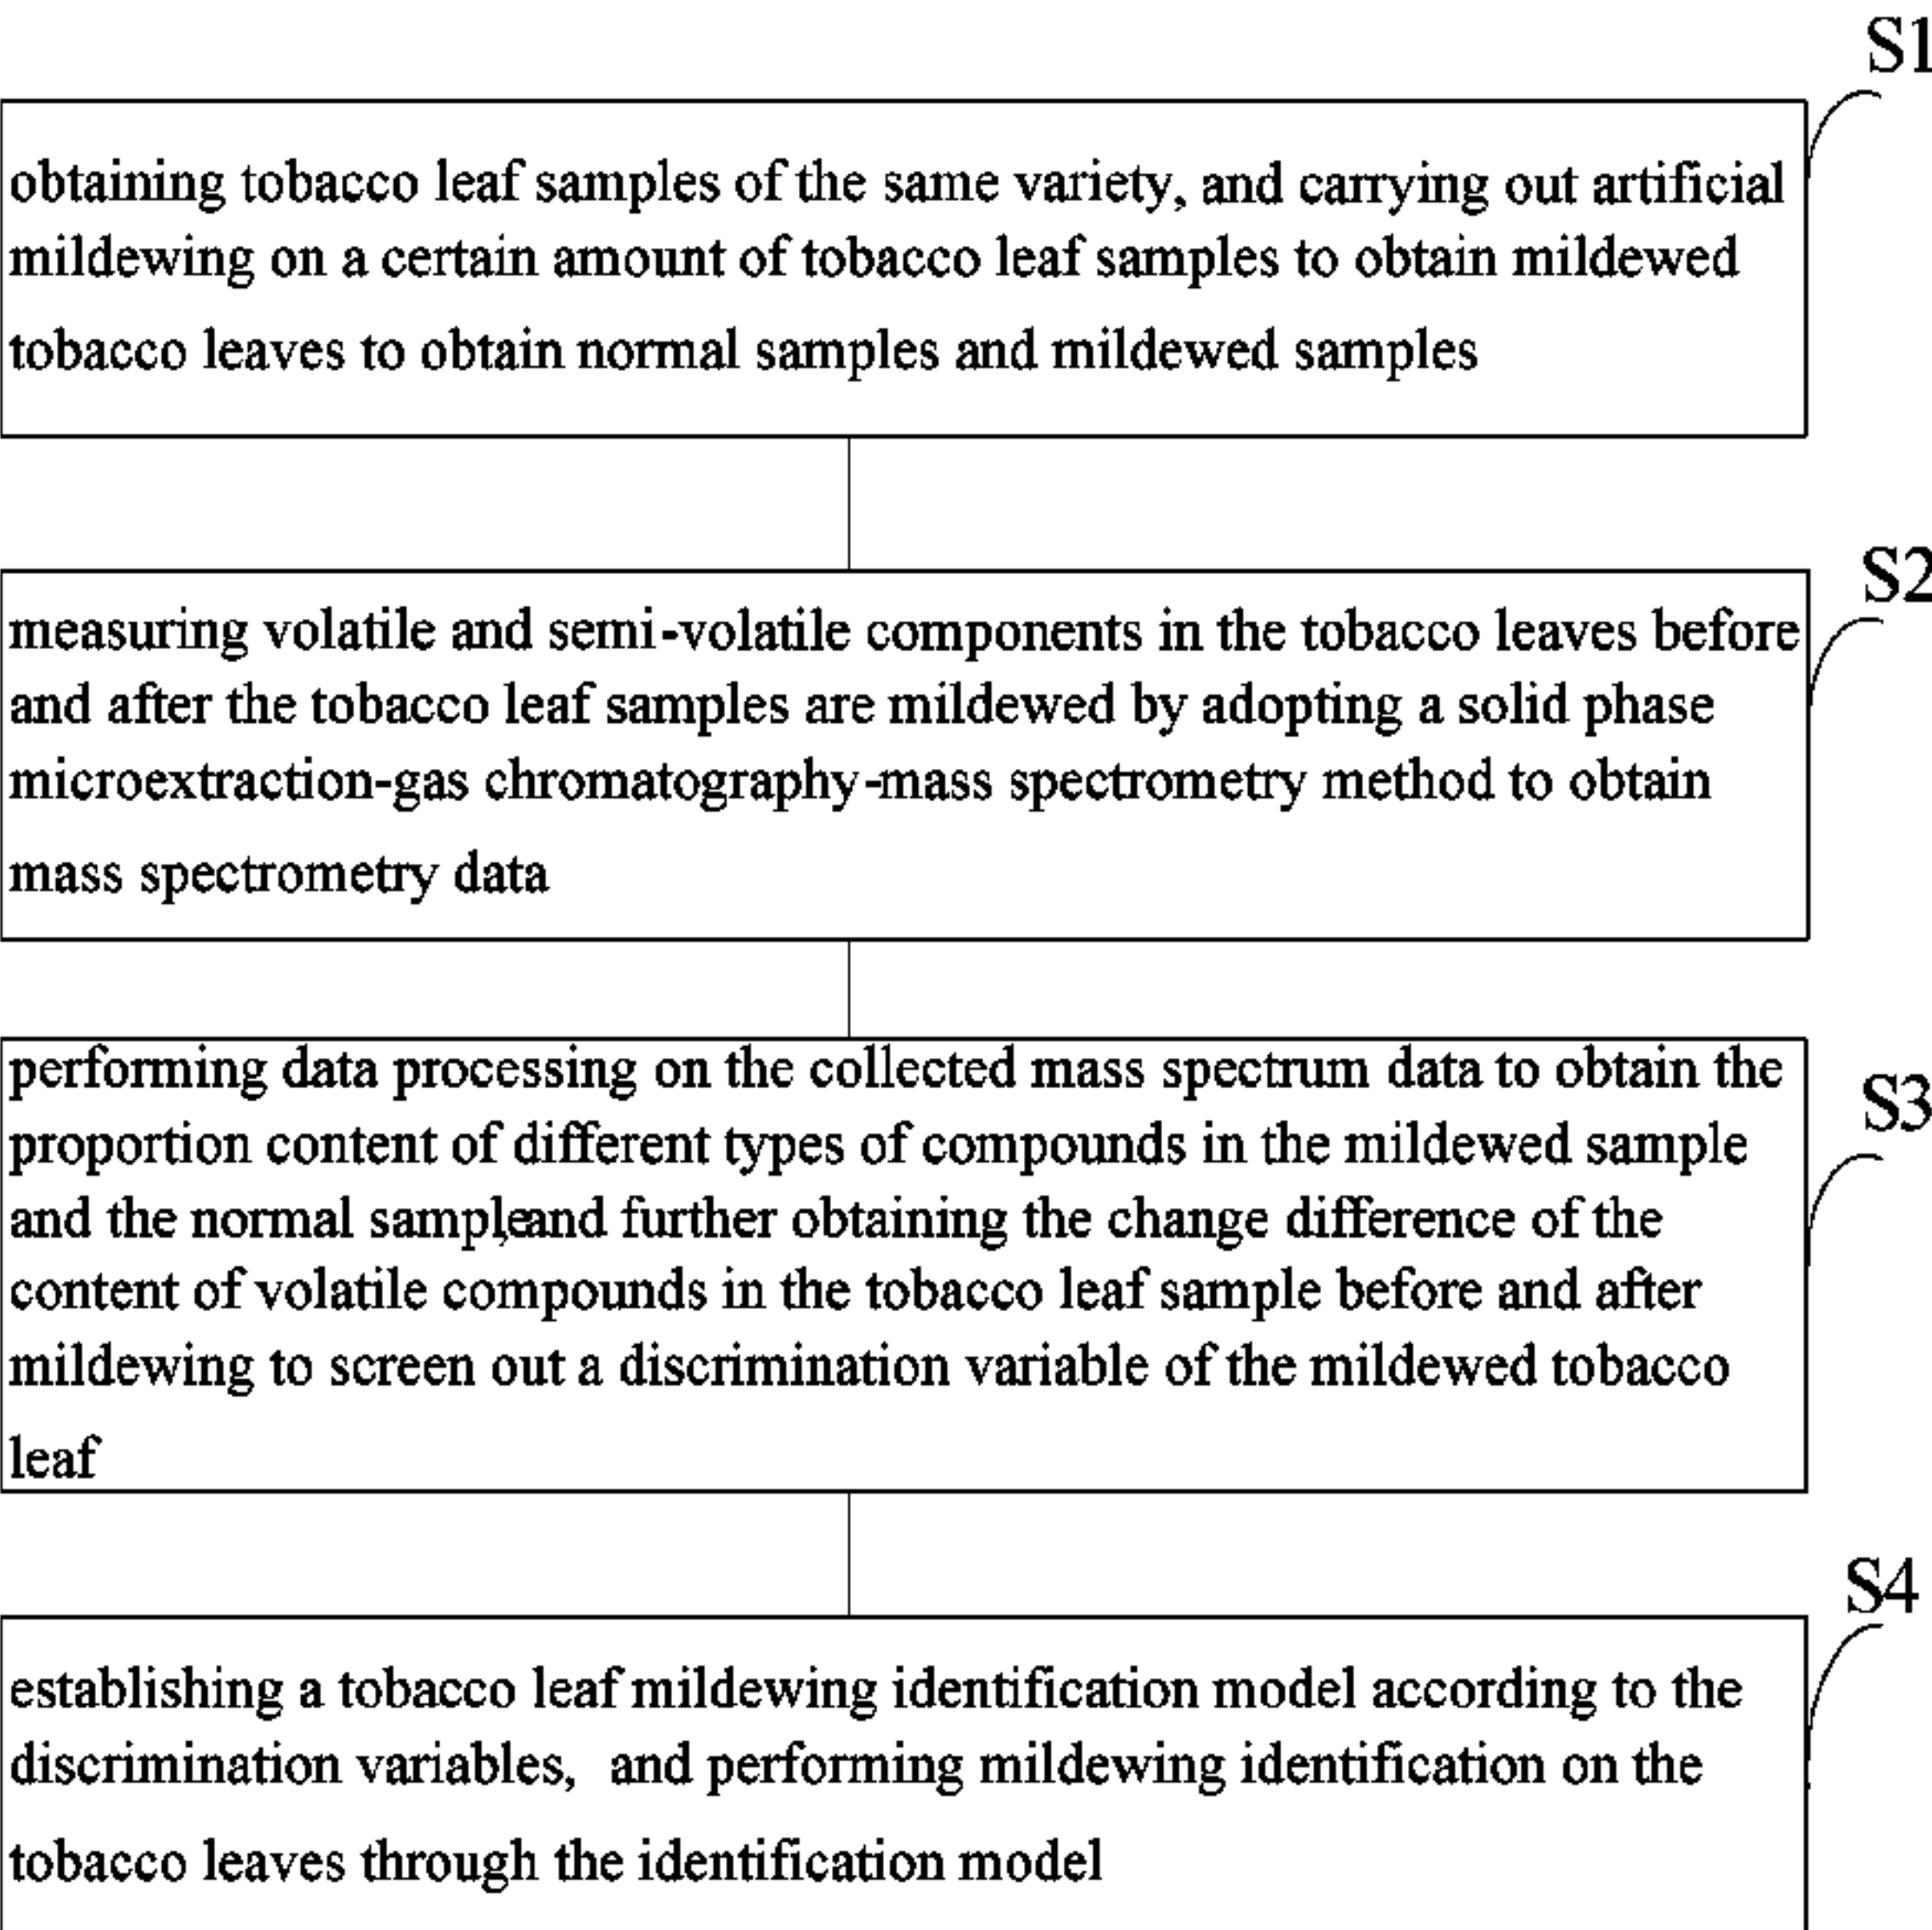 S1
obtaining tobacco leaf samples of the same variety, and carrying out artificial
mildewing on a certain amount of tobacco leaf samples to obtain mildewed
tobacco leaves to obtain normal samples and mildewed samples
S2
measuring volatile and semi-volatile components in the tobacco leaves before
and after the tobacco leaf samples are mildewed by adopting a solid phase
microextraction-gas chromatography-mass spectrometry method to obtain
mass spectrometry data
S3
performing data processing on the collected mass spectrum data to obtain the
proportion content of different types of compounds in the mildewed sample
and the normal sample,and further obtaining the change difference of the
content of volatile compounds in the tobacco leaf sample before and after
mildewing to screen out a discrimination variable of the mildewed tobacco
leaf
S4
establishing a tobacco leaf mildewing identification model according to the
discrimination variables, and performing mildewing identification on the
tobacco leaves through the identification model